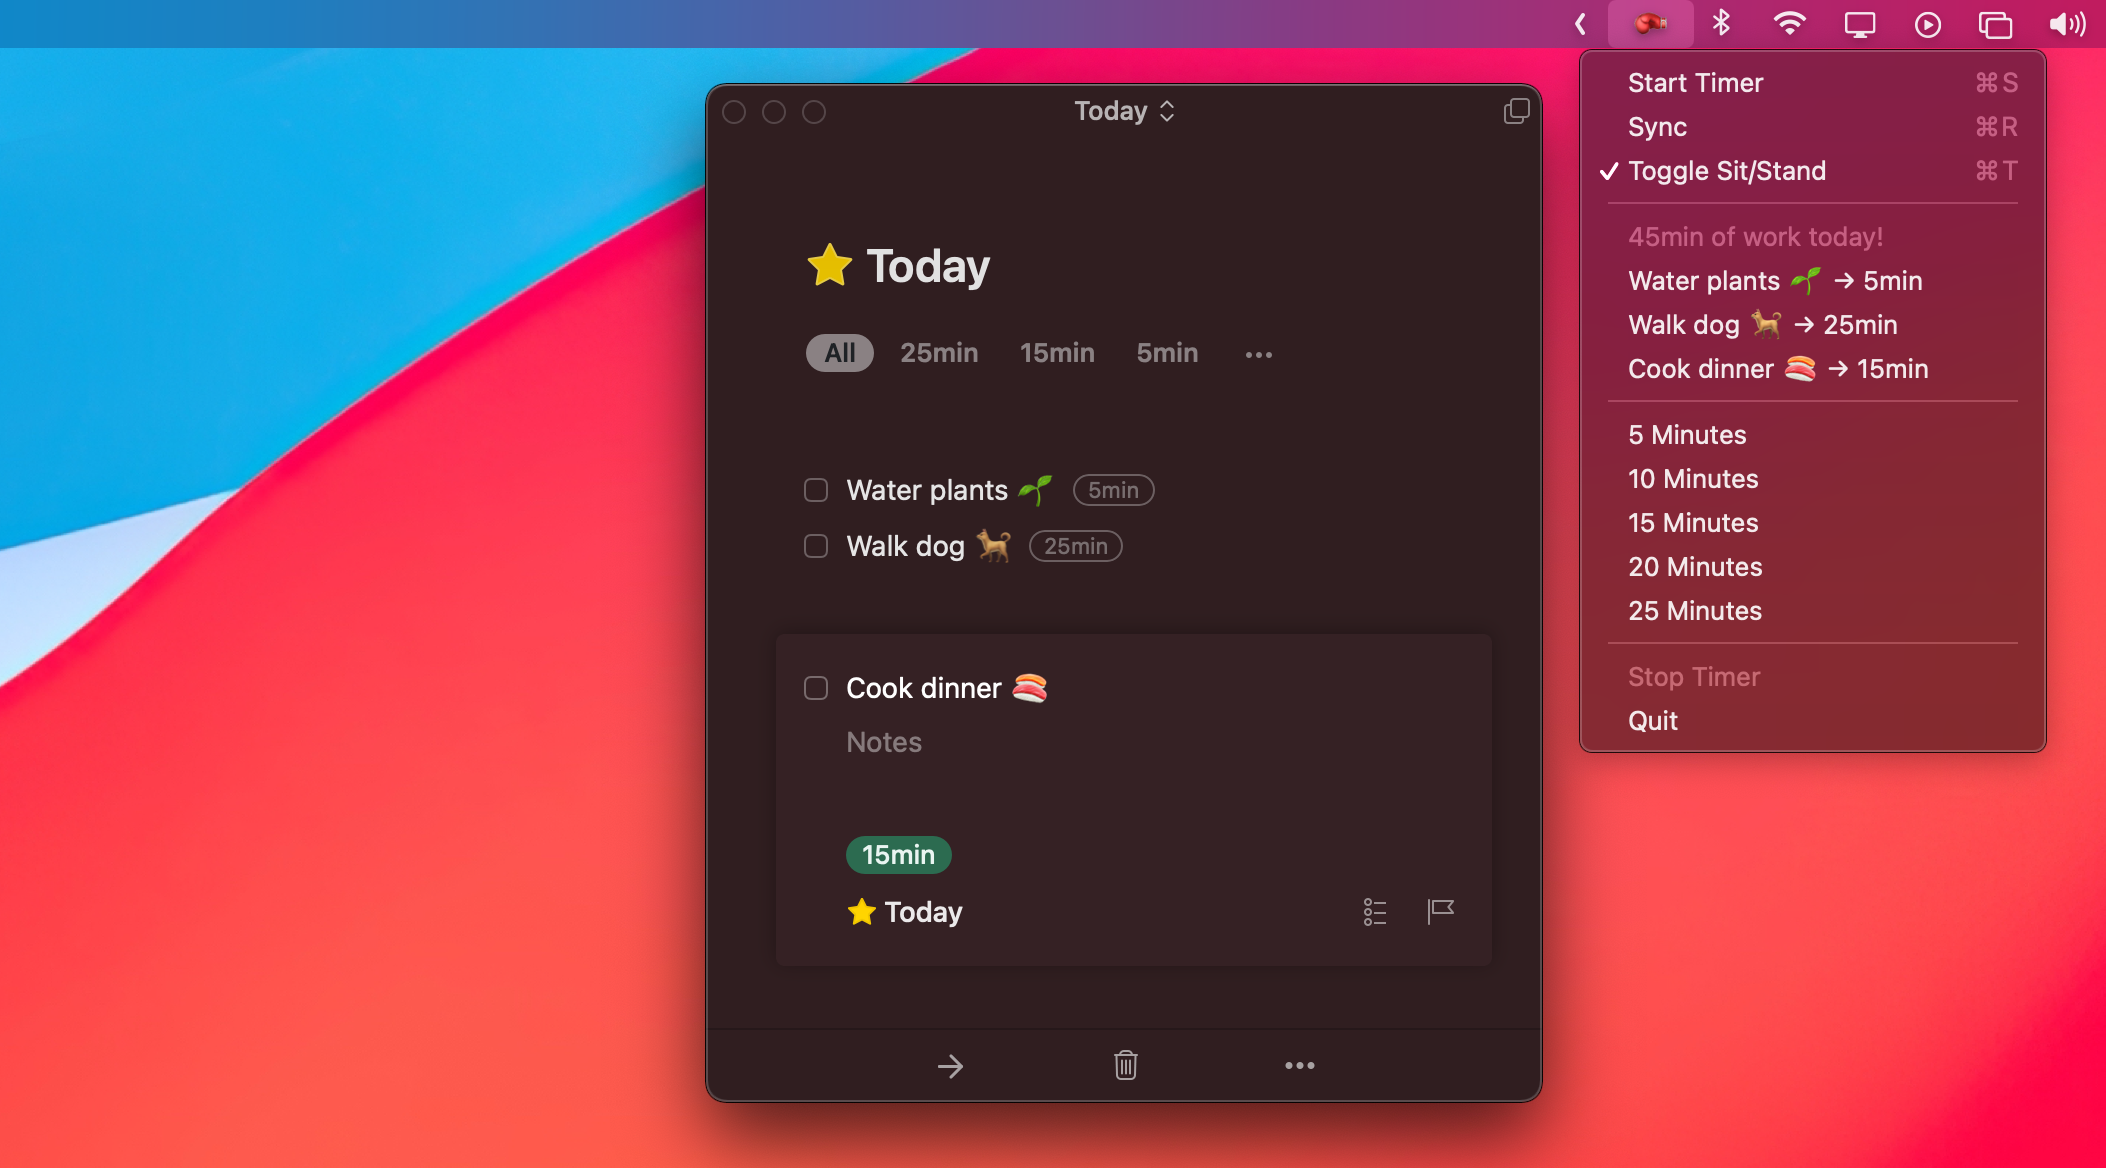 Today
⭐ Today
All 25min 15min 5min ...
Water plants 🌱 5min
Walk dog 🐕 25min
Cook dinner 🍣
Notes
15min
⭐ Today
Start Timer ⌘S
Sync ⌘R
✓ Toggle Sit/Stand ⌘T
45min of work today!
Water plants 🌱 → 5min
Walk dog 🐕 → 25min
Cook dinner 🍣 → 15min
5 Minutes
10 Minutes
15 Minutes
20 Minutes
25 Minutes
Stop Timer
Quit